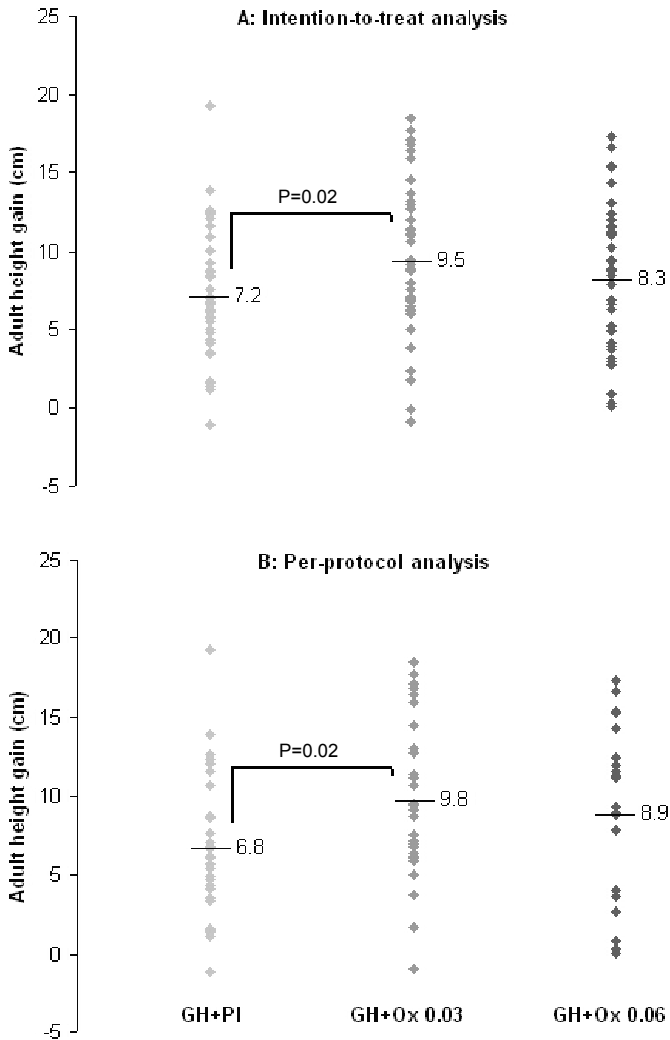 A: Intention-to-treat analysis
Adult height gain (cm)
25
20
15
10
5
0
-5
P=0.02
7.2
9.5
8.3
B: Per-protocol analysis
Adult height gain (cm)
25
20
15
10
5
0
-5
P=0.02
6.8
9.8
8.9
GH+Pl
GH+Ox 0.03
GH+Ox 0.06